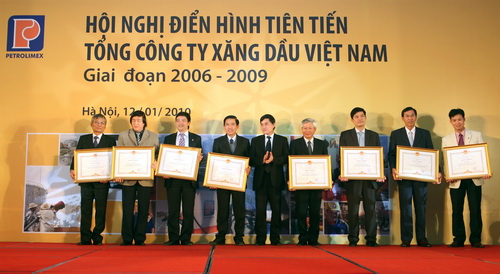 PETROLIMEX
HỘI NGHỊ ĐIỂN HÌNH TIÊN TIẾN
TỔNG CÔNG TY XĂNG DẦU VIỆT NAM
Giai đoạn 2006 - 2009
Hà Nội, 12/01/2010